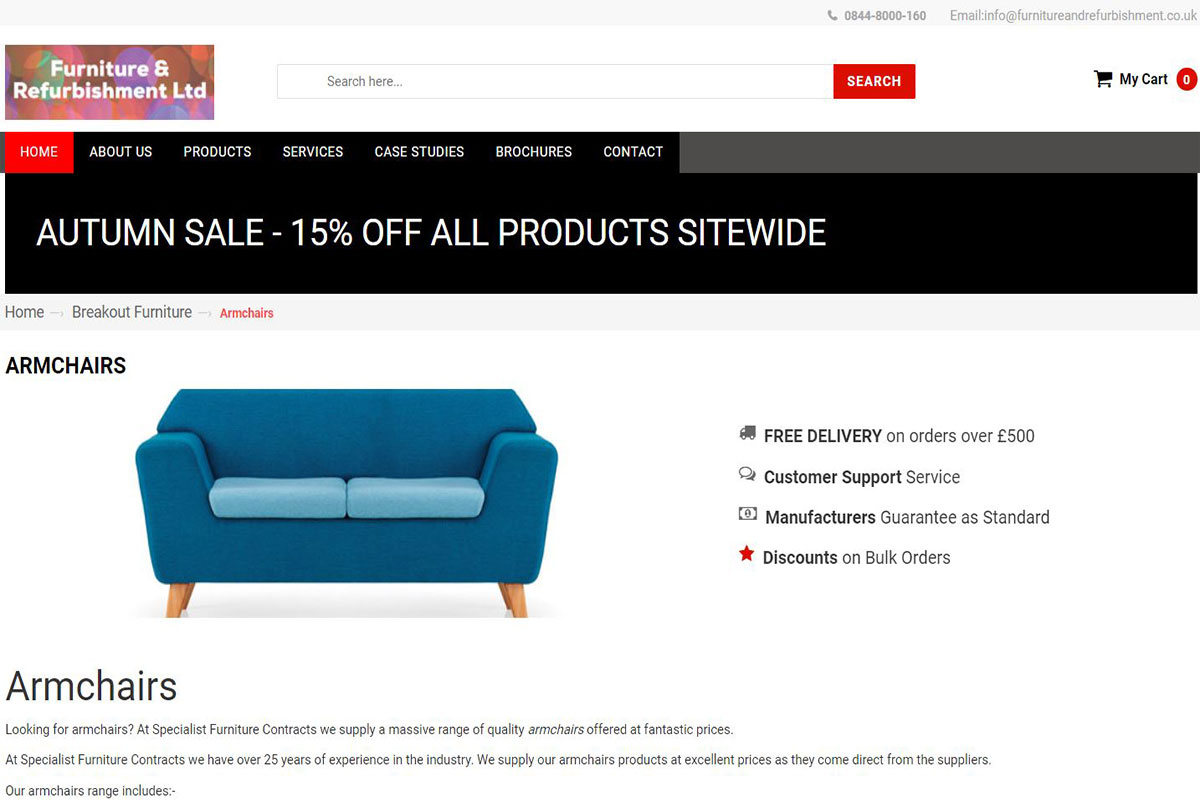 0844-8000-160 Email:info@furnitureandrefurbishment.co.uk
Furniture &
Refurbishment Ltd
Search here...
SEARCH
My Cart 0
HOME ABOUT US PRODUCTS SERVICES CASE STUDIES BROCHURES CONTACT
AUTUMN SALE - 15% OFF ALL PRODUCTS SITEWIDE
Home Breakout Furniture Armchairs
ARMCHAIRS
FREE DELIVERY on orders over £500
Customer Support Service
Manufacturers Guarantee as Standard
Discounts on Bulk Orders
Armchairs
Looking for armchairs? At Specialist Furniture Contracts we supply a massive range of quality armchairs offered at fantastic prices.
At Specialist Furniture Contracts we have over 25 years of experience in the industry. We supply our armchairs products at excellent prices as they come direct from the suppliers.
Our armchairs range includes:-